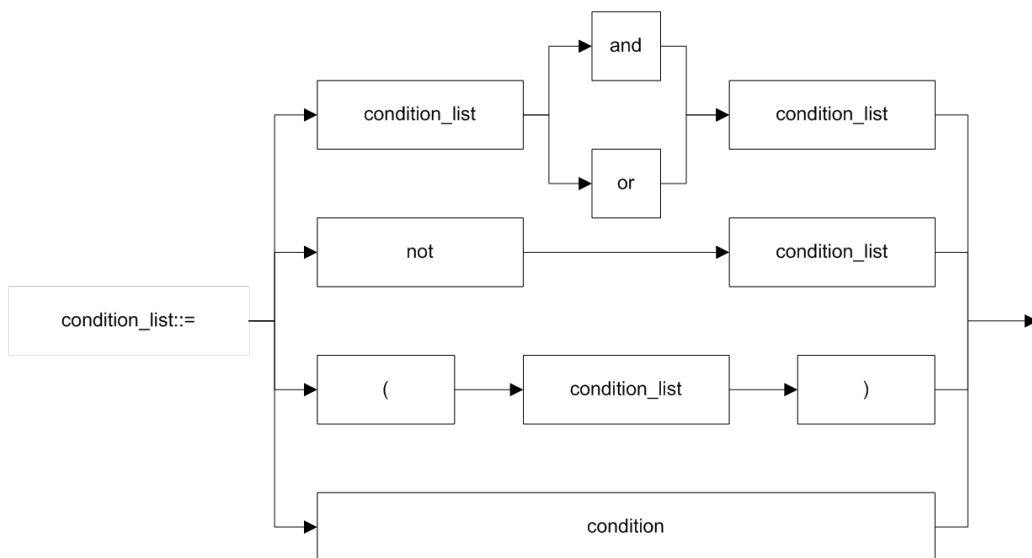 and
condition_list
condition_list
or
not
condition_list
condition_list::=
(
condition_list
)
condition